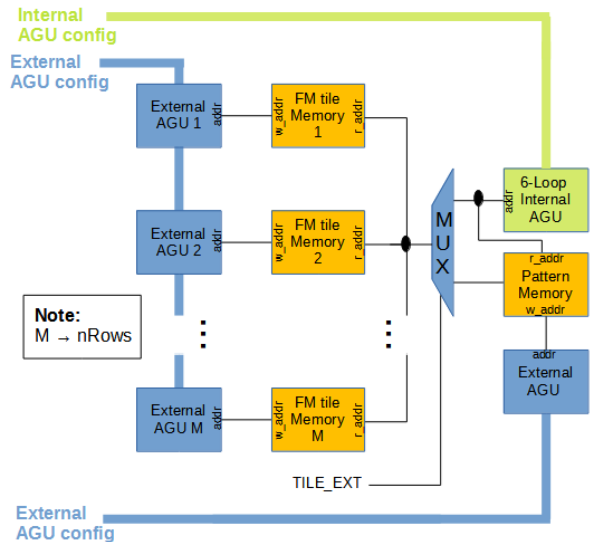 Internal
AGU config
External
AGU config
External
AGU 1
addr
w_addr
FM tile
Memory
1
r_addr
External
AGU 2
addr
w_addr
FM tile
Memory
2
r_addr
M
U
X
addr
6-Loop
Internal
AGU
r_addr
Pattern
Memory
w_addr
addr
External
AGU
Note:
M → nRows
...
...
External
AGU M
addr
w_addr
FM tile
Memory
M
r_addr
TILE_EXT
External
AGU config